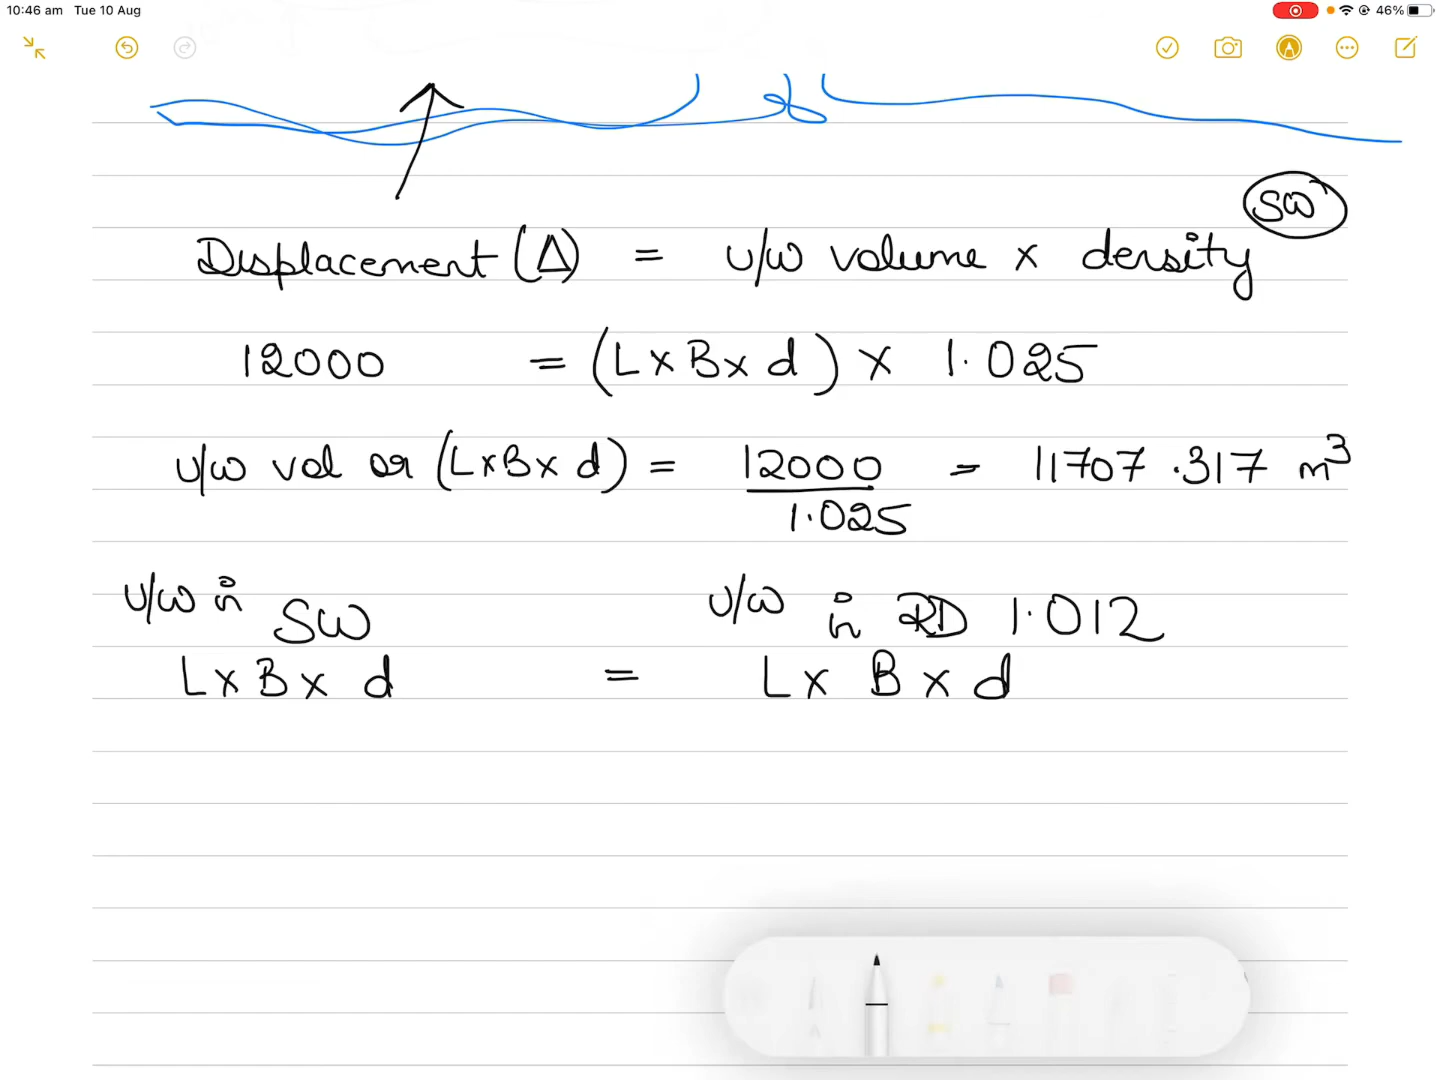 10:46 am Tue 10 Aug
46%
SW
Displacement (Δ) = u/w volume x density
12000 = (L x B x d) x 1.025
u/w vol or (L x B x d) = 12000 = 11707.317 m³
1.025
u/w in SW u/w in RD 1.012
L x B x d = L x B x d